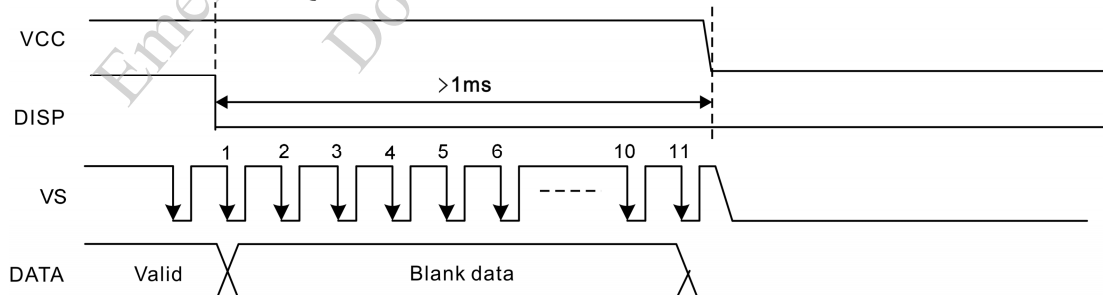 VCC
>1ms
DISP
1 2 3 4 5 6 10 11
VS
DATA Valid Blank data